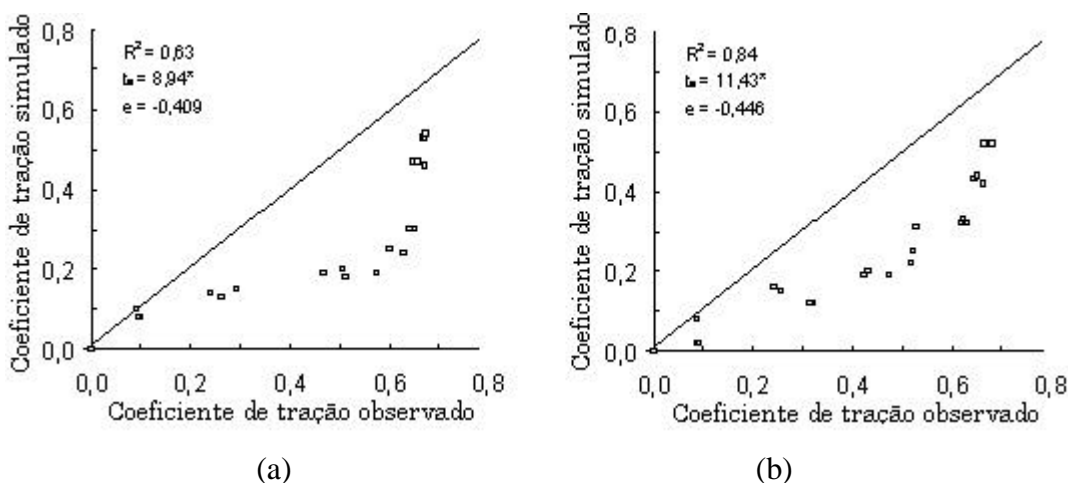 Coeficiente de tração simulado
0,8
0,6
0,4
0,2
0,0
R² = 0,63
= 8,94*
e = -0,409
0,0 0,2 0,4 0,6 0,8
Coeficiente de tração observado
(a)
Coeficiente de tração simulado
0,8
0,6
0,4
0,2
0,0
R² = 0,84
= 11,43*
e = -0,446
0,0 0,2 0,4 0,6 0,8
Coeficiente de tração observado
(b)